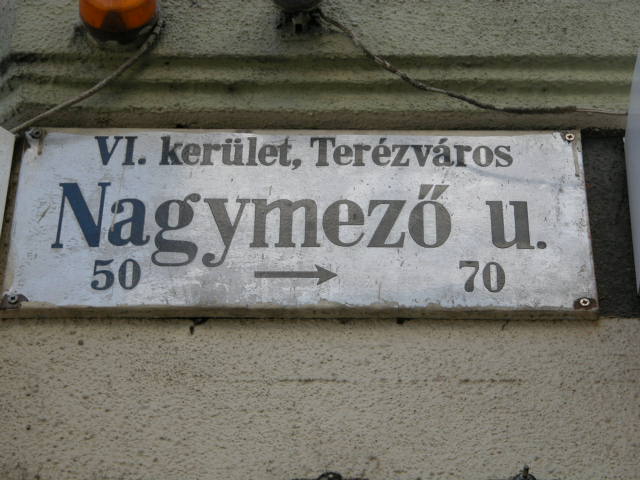 VI. kerület, Terézváros
Nagymező u.
50 → 70